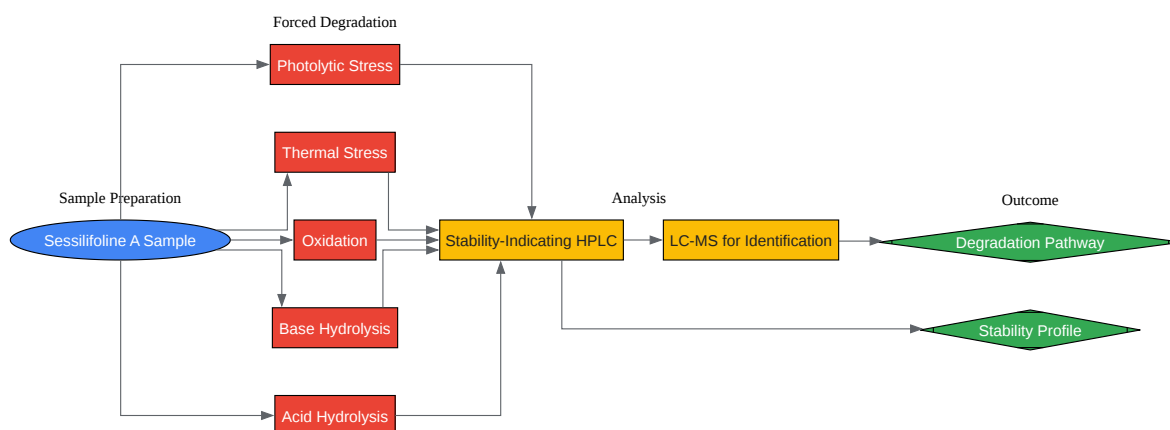 Forced Degradation
Photolytic Stress
Thermal Stress
Sample Preparation
Analysis
Outcome
Sessilifoline A Sample
Oxidation
Stability-Indicating HPLC
LC-MS for Identification
Degradation Pathway
Base Hydrolysis
Stability Profile
Acid Hydrolysis